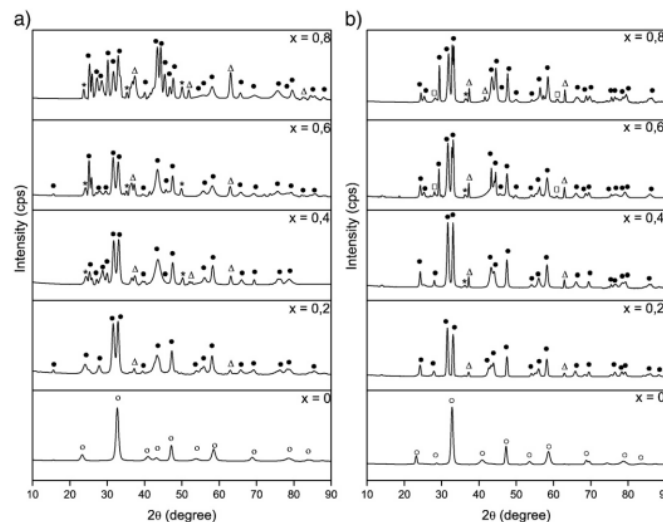 a)
x = 0,8
x = 0,6
x = 0,4
x = 0,2
x = 0
Intensity (cps)
10 20 30 40 50 60 70 80 90
2θ (degree)
b)
x = 0,8
x = 0,6
x = 0,4
x = 0,2
x = 0
Intensity (cps)
10 20 30 40 50 60 70 80 90
2θ (degree)